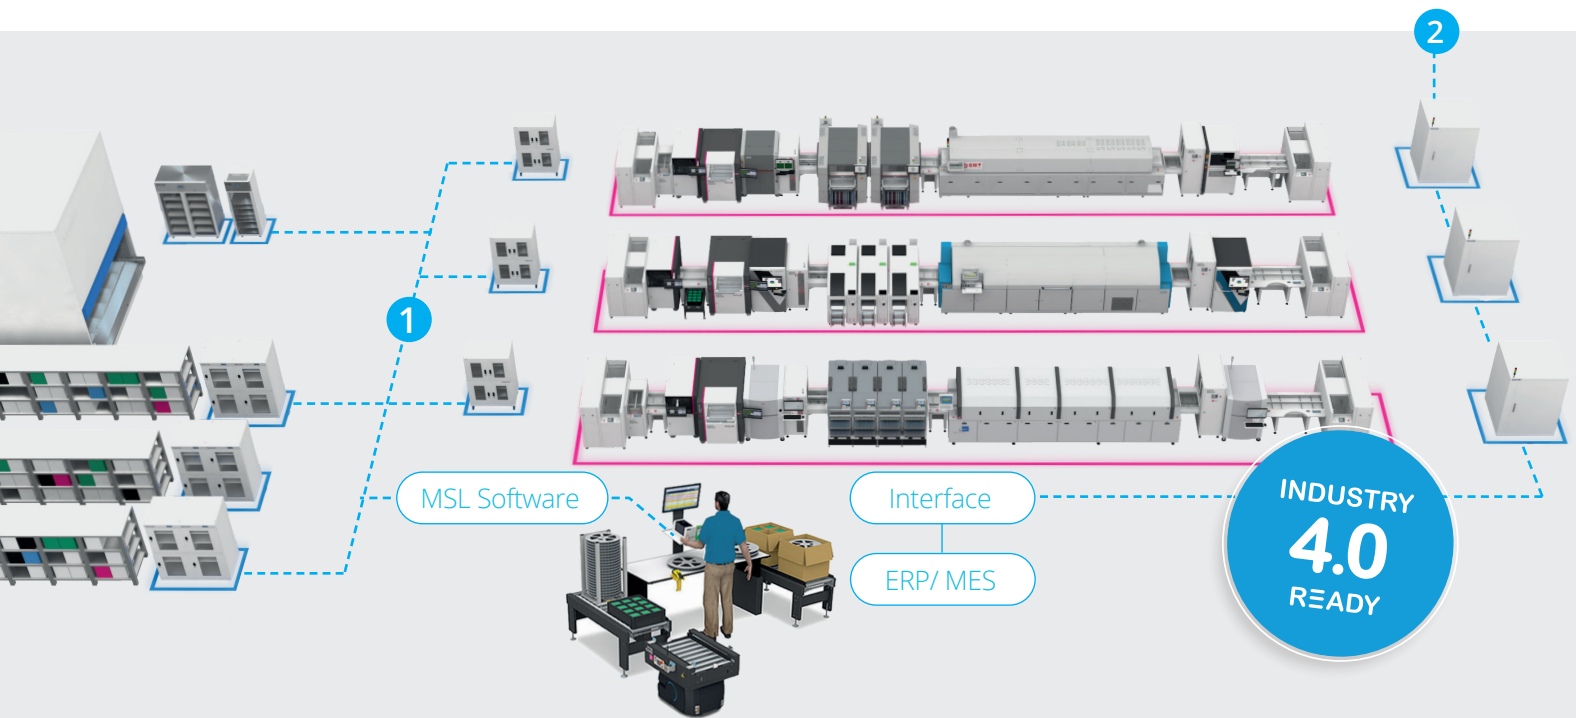 2
1
MSL Software
Interface
ERP/ MES
INDUSTRY
4.0
READY